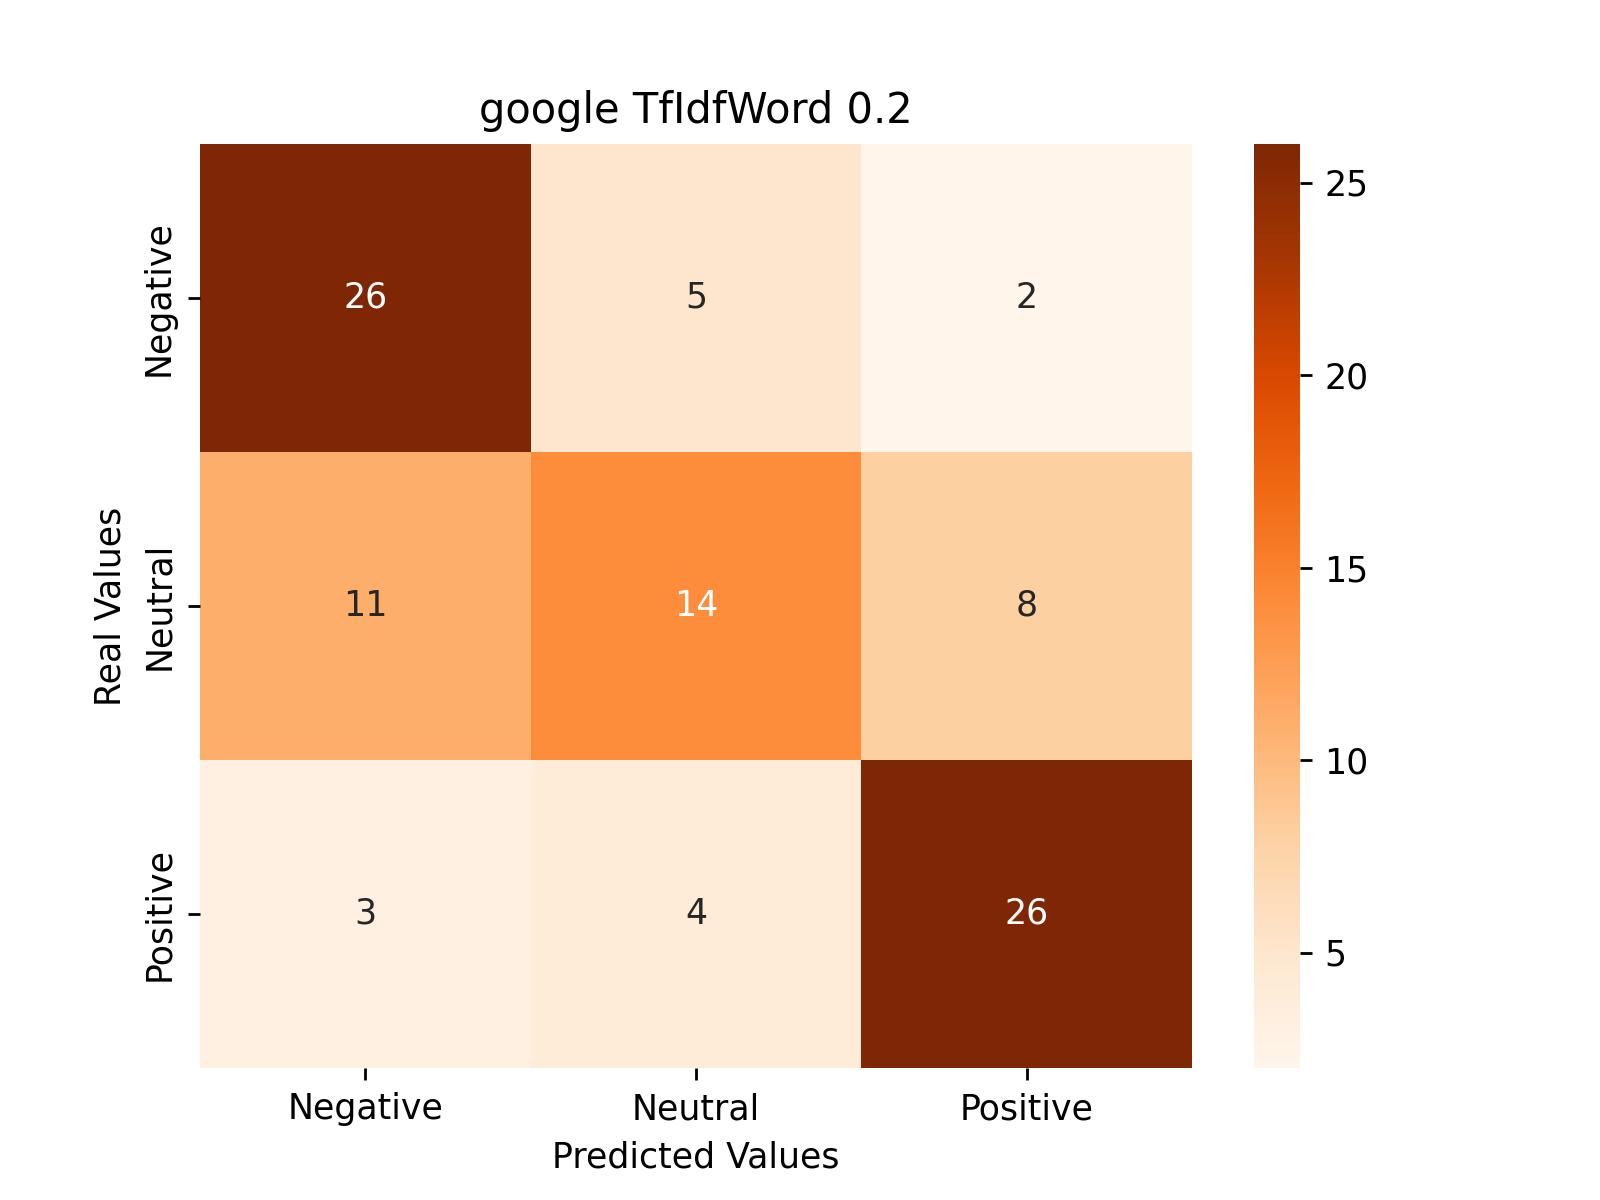 google TfIdfWord 0.2
Real Values
Negative
26
5
2
Neutral
11
14
8
Positive
3
4
26
Negative
Neutral
Positive
Predicted Values
25
20
15
10
5